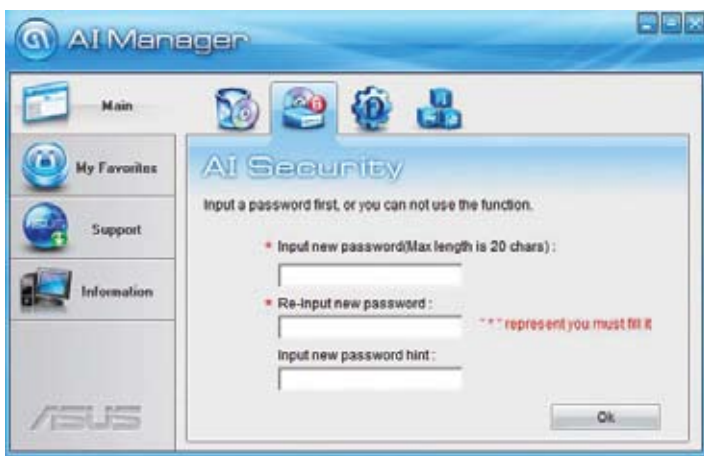 AI Manager
Main
My Favorites
Support
Information
ASUS
AI Security
Input a password first, or you can not use the function.
* Input new password(Max length is 20 chars) :
* Re-input new password :
"*" represent you must fill it
Input new password hint :
Ok